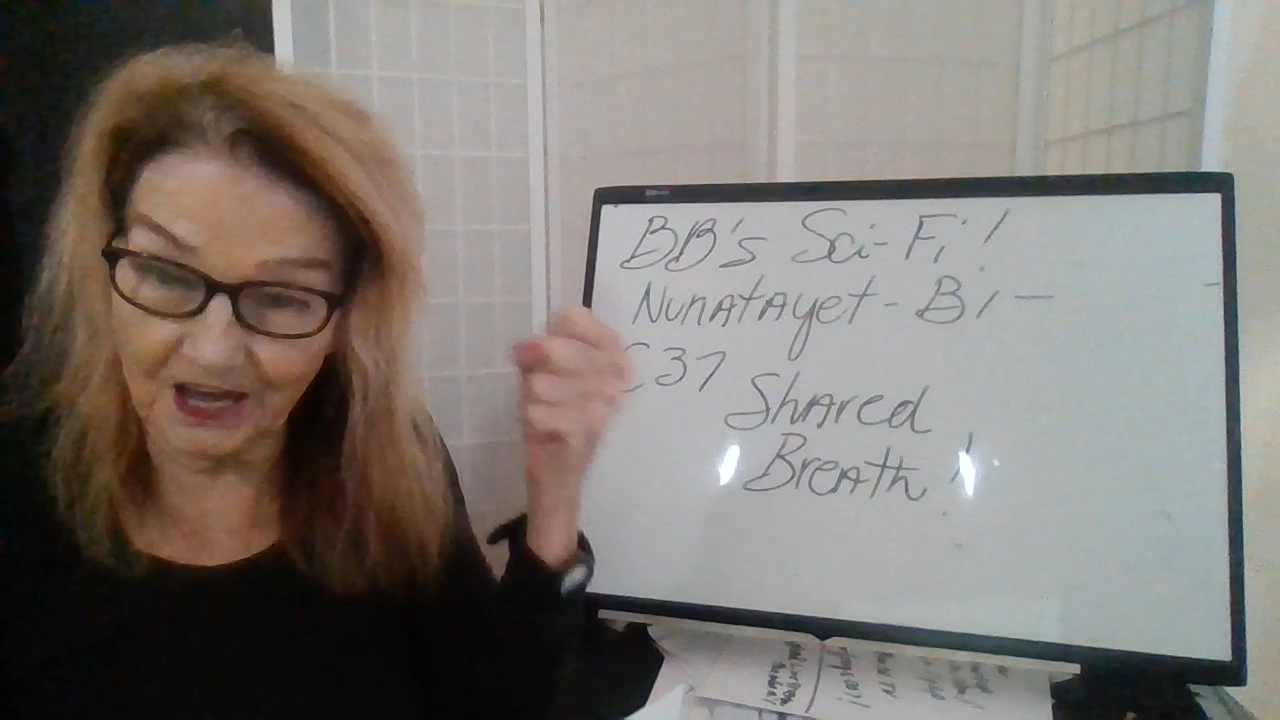 BB's Sci-Fi!
Nunatayet - Bi -
C37 Shared
Breath!